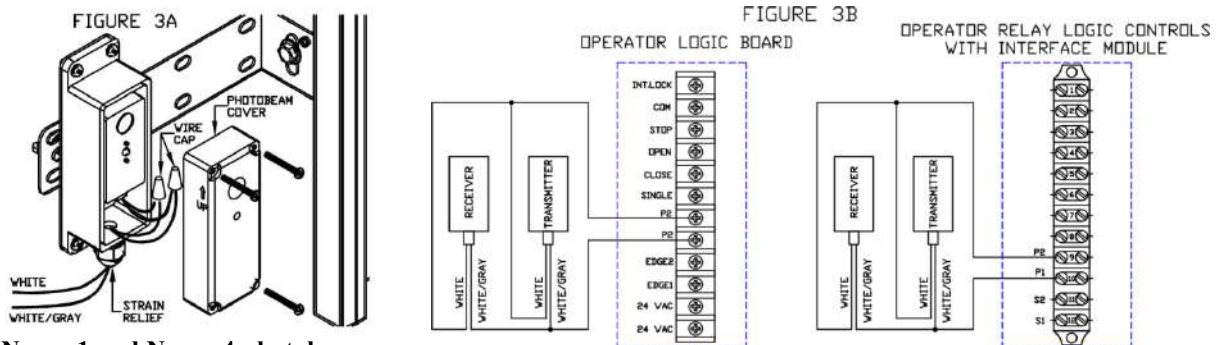 FIGURE 3A
PHOTOBEAM
COVER
WIRE
CAP
UP
WHITE
WHITE/GRAY
STRAIN
RELIEF
FIGURE 3B
OPERATOR LOGIC BOARD
INT.LOCK
COM
STOP
OPEN
CLOSE
SINGLE
P2
P2
EDGE2
EDGE1
24 VAC
24 VAC
RECEIVER
TRANSMITTER
WHITE
WHITE/GRAY
WHITE
WHITE/GRAY
OPERATOR RELAY LOGIC CONTROLS
WITH INTERFACE MODULE
1
2
3
4
5
6
7
8
P2 9
P1 10
S2 11
S1 12
RECEIVER
TRANSMITTER
WHITE
WHITE/GRAY
WHITE
WHITE/GRAY